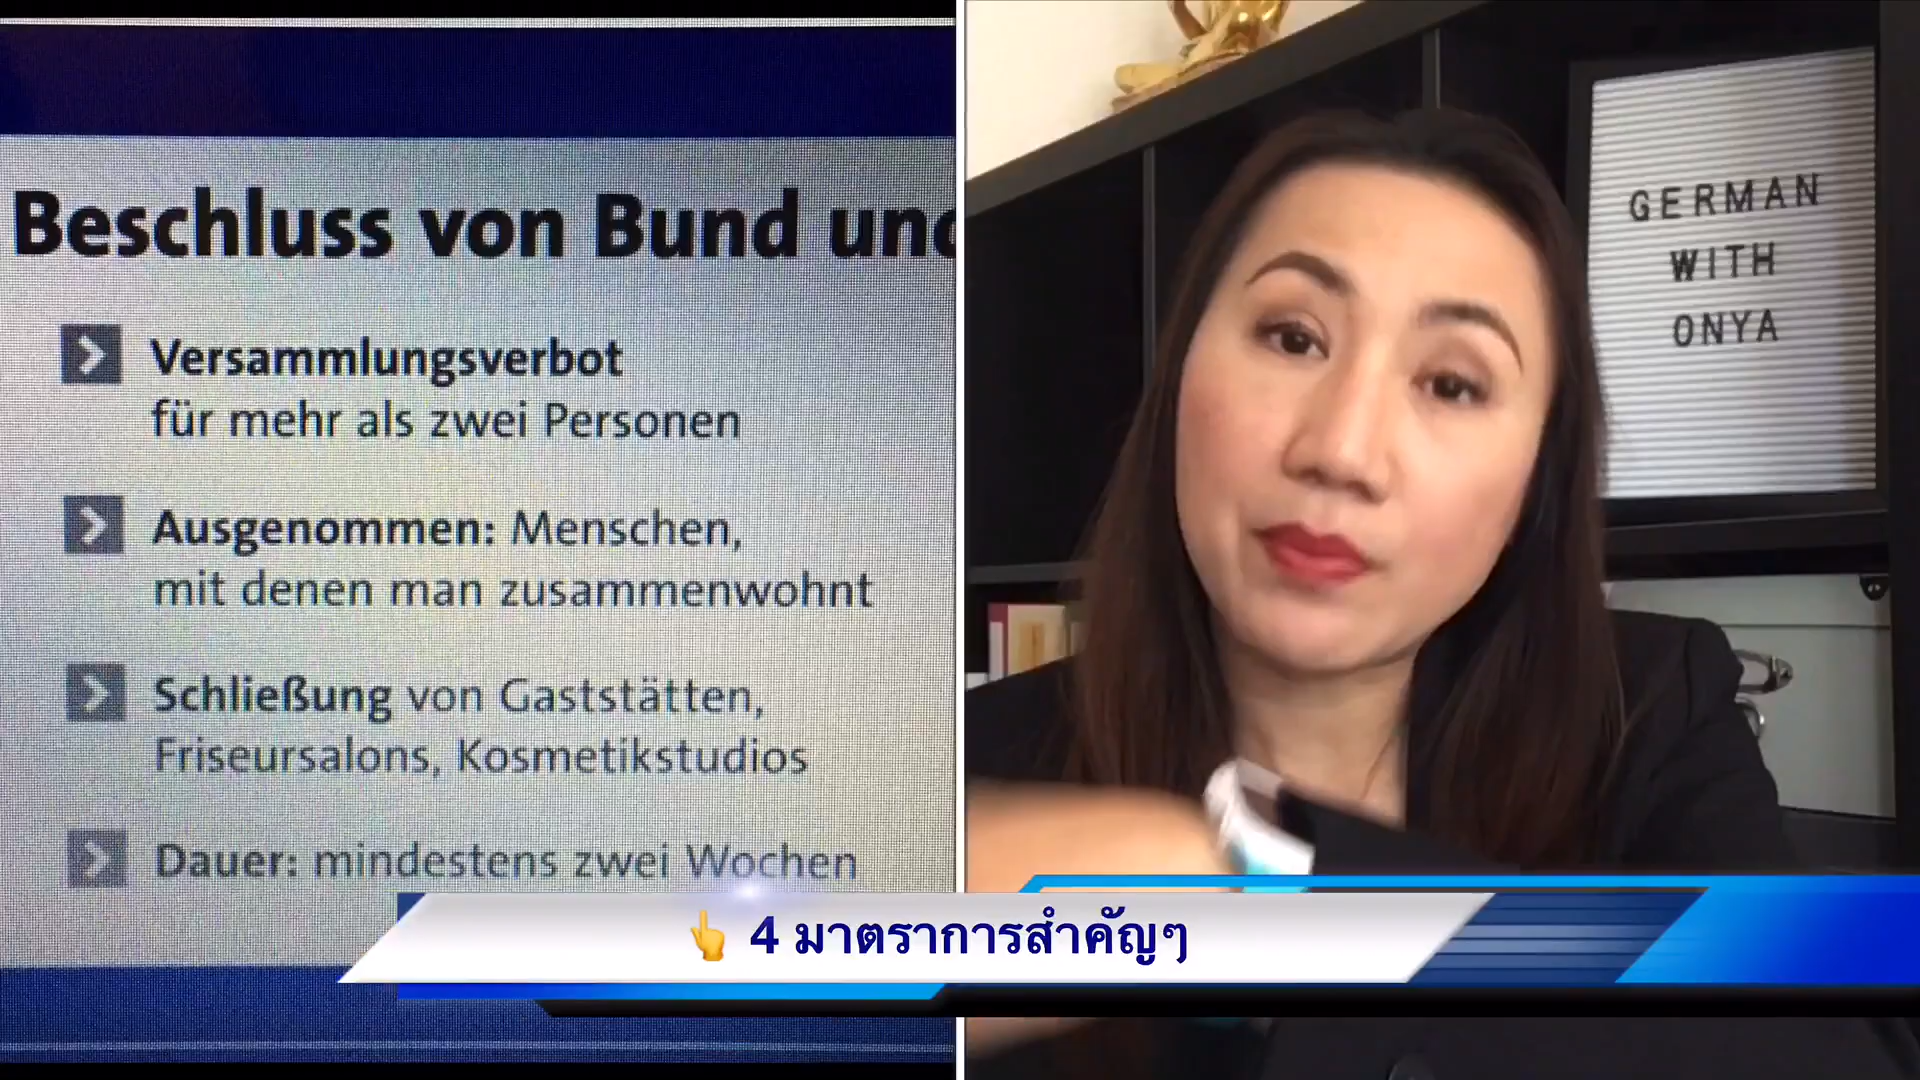 Beschluss von Bund und
Versammlungsverbot
für mehr als zwei Personen
Ausgenommen: Menschen,
mit denen man zusammenwohnt
Schließung von Gaststätten,
Friseursalons, Kosmetikstudios
Dauer: mindestens zwei Wochen
GERMAN
WITH
ONYA
👆 4 มาตราการสำคัญๆ